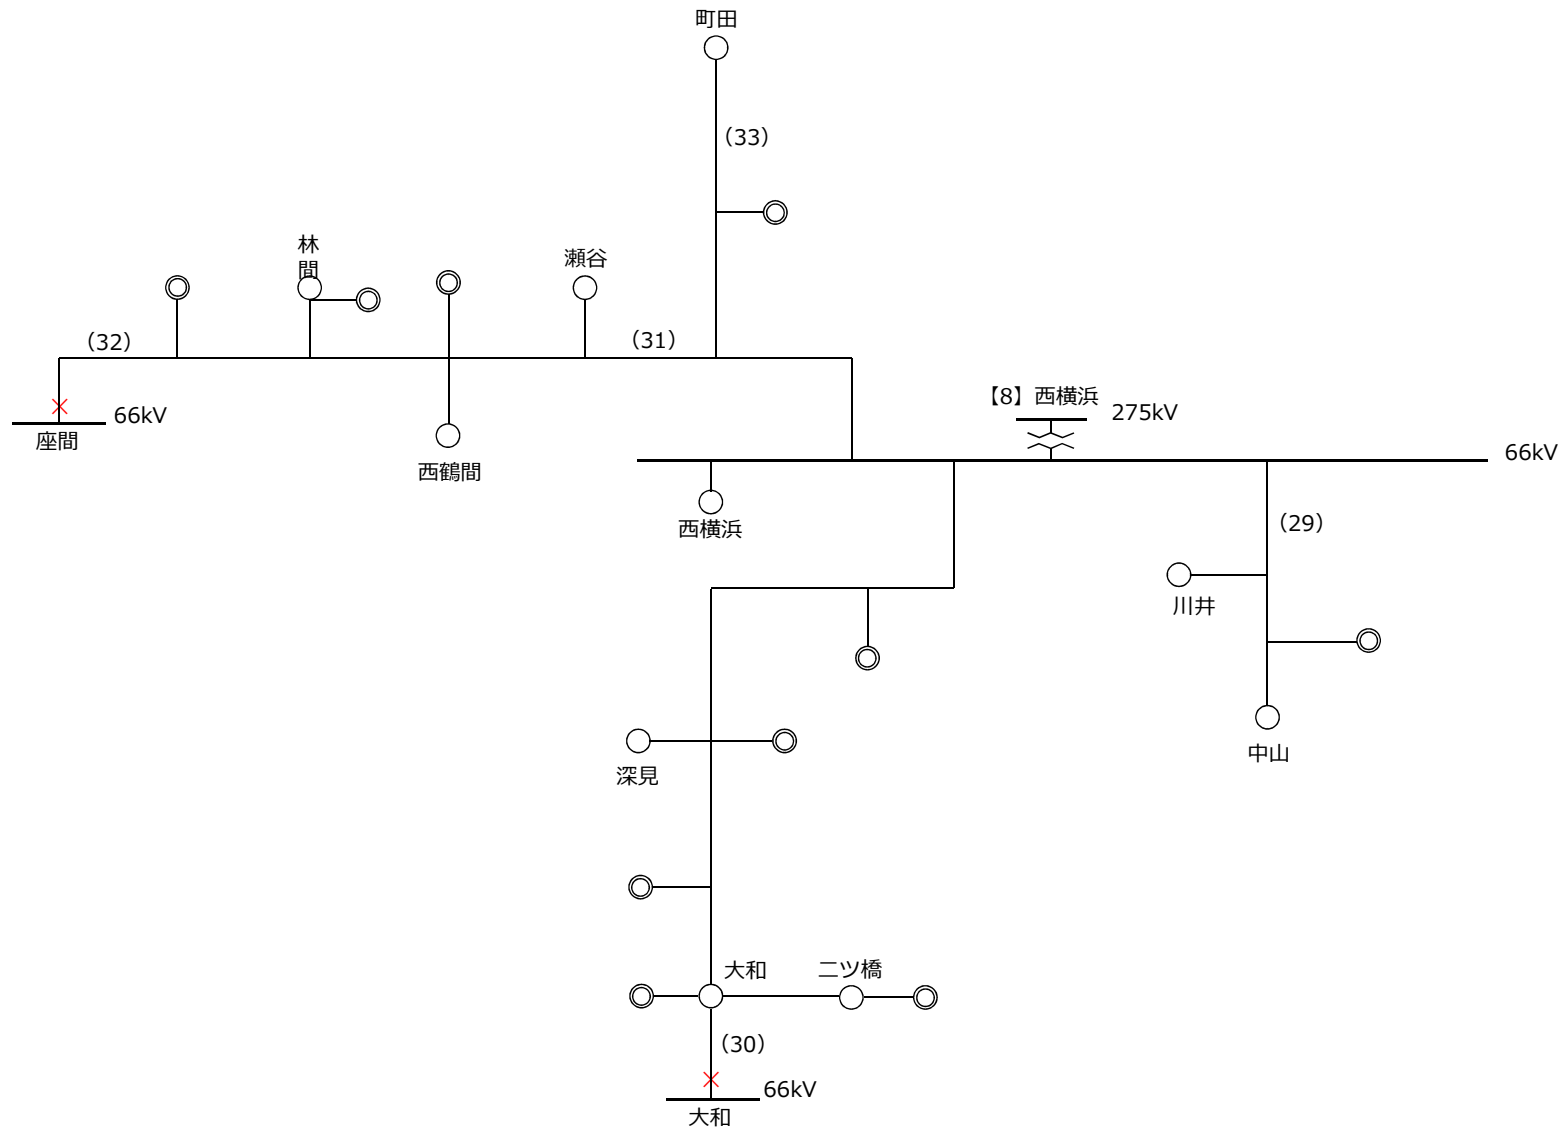 町田
（33）
林
間
瀬谷
（32）
（31）
66kV
座間
西鶴間
【8】西横浜
275kV
66kV
西横浜
（29）
川井
中山
深見
大和
二ツ橋
（30）
66kV
大和